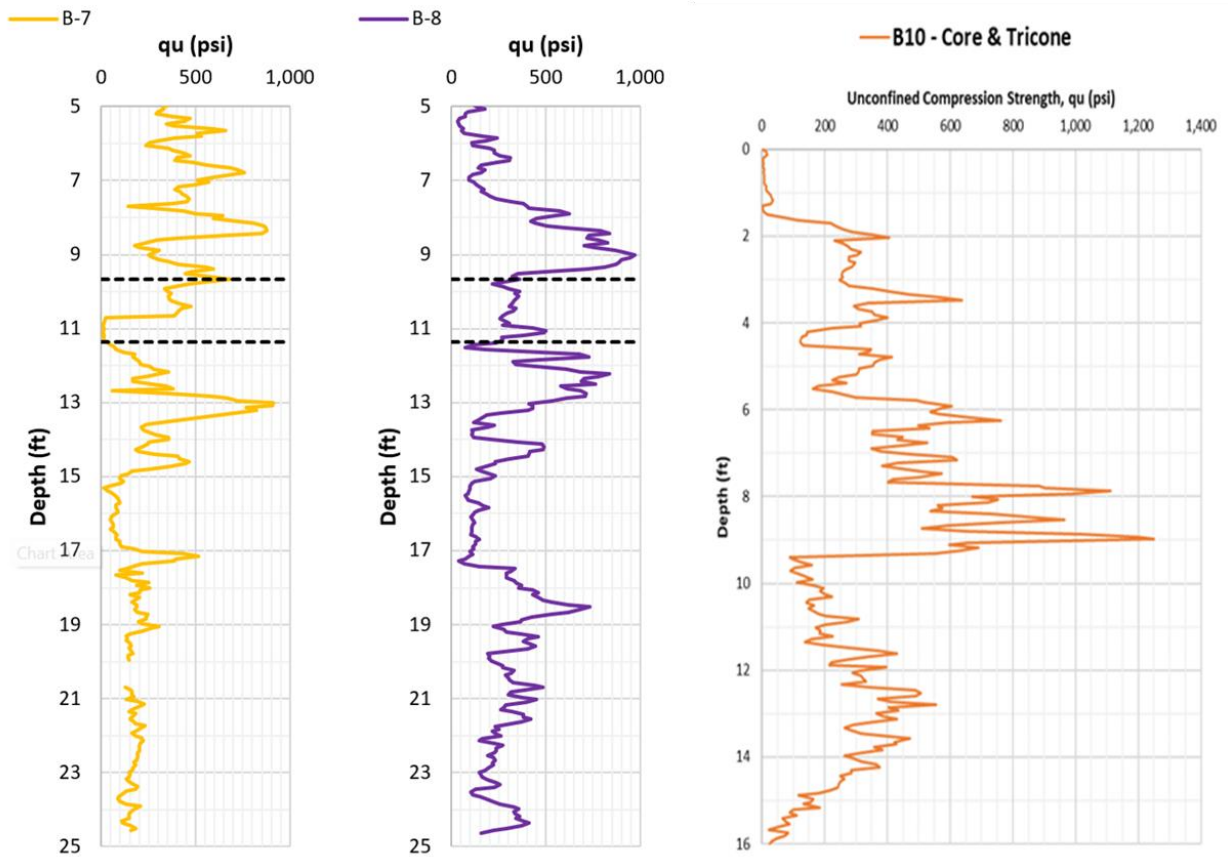 B-7
qu (psi)
0 500 1,000
5
7
9
11
13
15
17
19
21
23
25
Depth (ft)
Chart Area
B-8
qu (psi)
0 500 1,000
5
7
9
11
13
15
17
19
21
23
25
Depth (ft)
B10 - Core & Tricone
Unconfined Compression Strength, qu (psi)
0 200 400 600 800 1,000 1,200 1,400
0
2
4
6
8
10
12
14
16
Depth (ft)